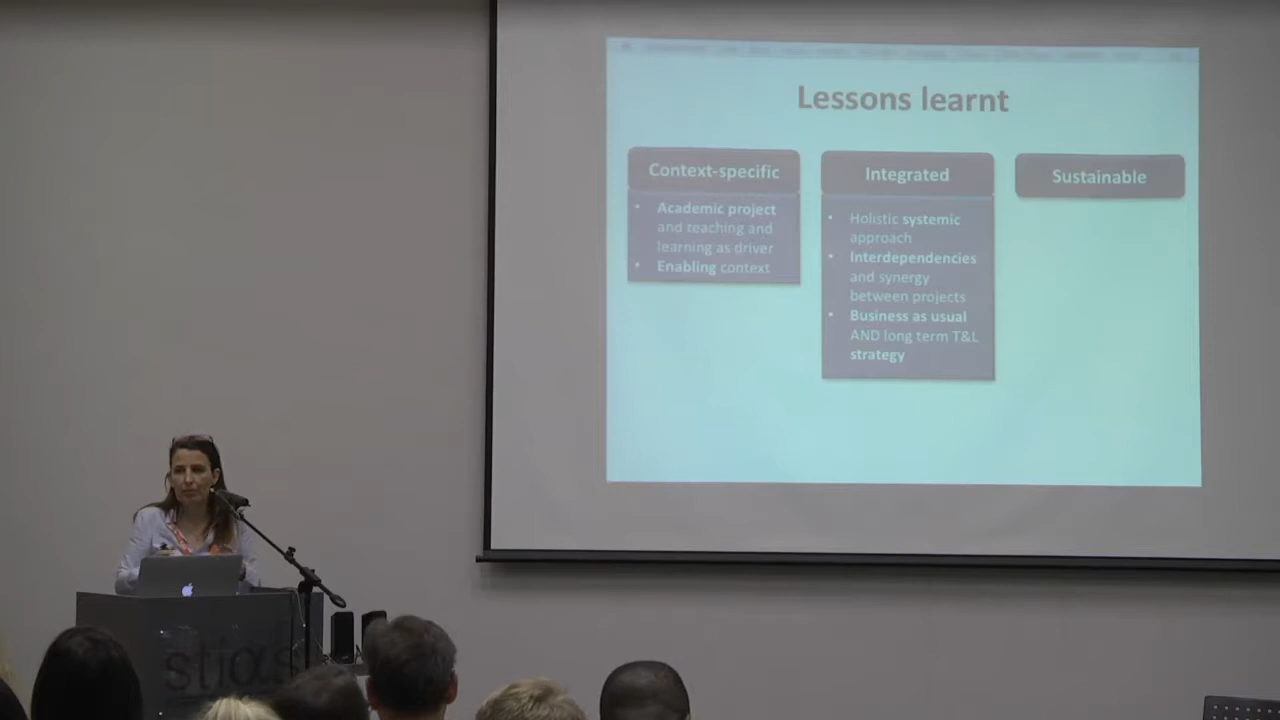 Lessons learnt
Context-specific
• Academic project
and teaching and
learning as driver
• Enabling context
Integrated
• Holistic systemic
approach
• Interdependencies
and synergy
between projects
• Business as usual
AND long term T&L
strategy
Sustainable
stias